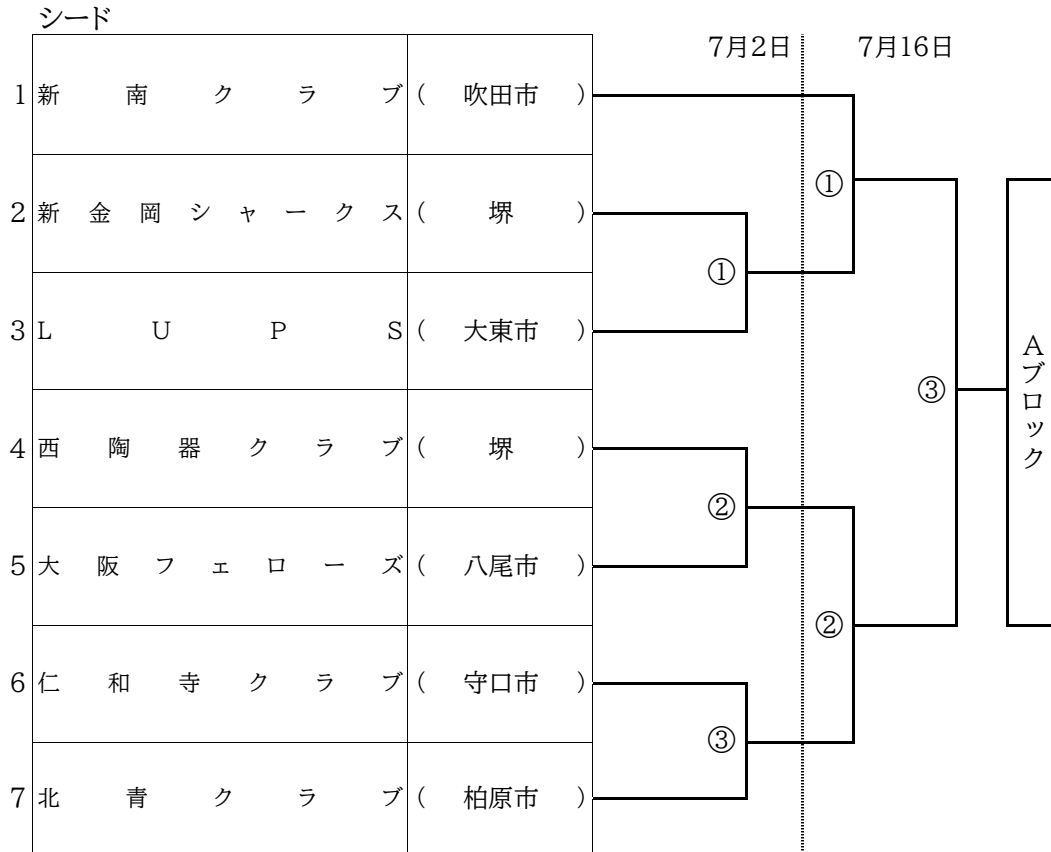 シード
7月2日 7月16日
1 新南クラブ ( 吹田市 )
①
2 新金岡シャークス ( 堺 )
①
3 LUPS ( 大東市 )
Aブロック
③
4 西陶器クラブ ( 堺 )
②
5 大阪フェローズ ( 八尾市 )
②
6 仁和寺クラブ ( 守口市 )
③
7 北青クラブ ( 柏原市 )